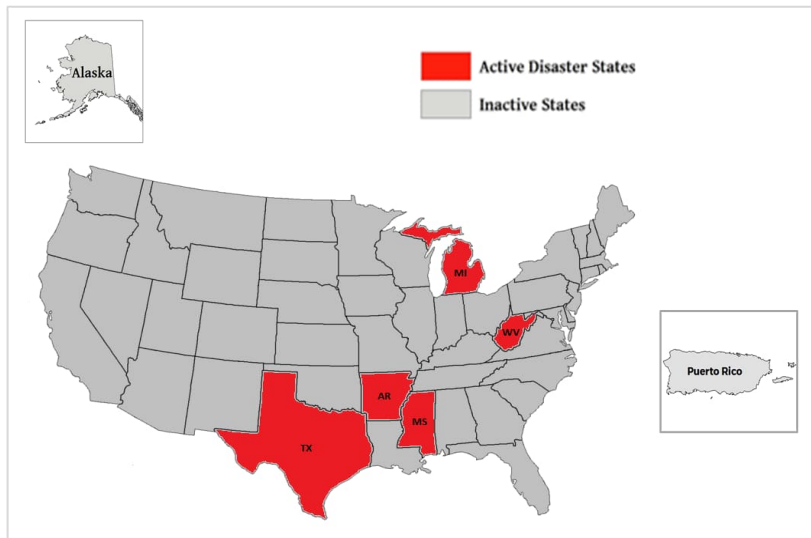 Alaska
Active Disaster States
Inactive States
MI
WV
AR
MS
TX
Puerto Rico